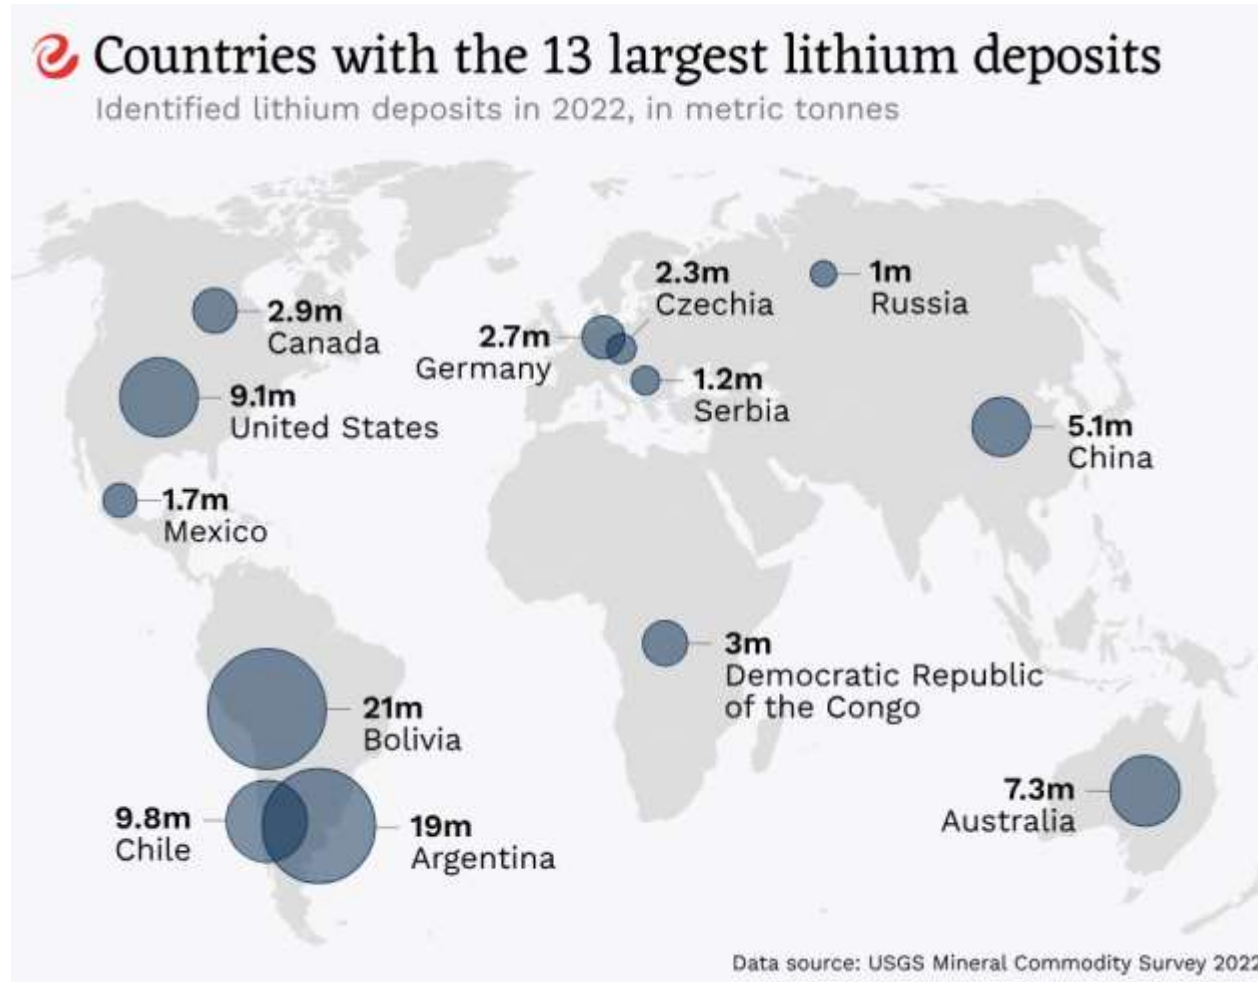 Countries with the 13 largest lithium deposits
Identified lithium deposits in 2022, in metric tonnes
2.3m
Czechia
1m
Russia
2.9m
Canada
2.7m
Germany
9.1m
United States
1.2m
Serbia
5.1m
China
1.7m
Mexico
3m
Democratic Republic
of the Congo
21m
Bolivia
9.8m
Chile
19m
Argentina
7.3m
Australia
Data source: USGS Mineral Commodity Survey 2022